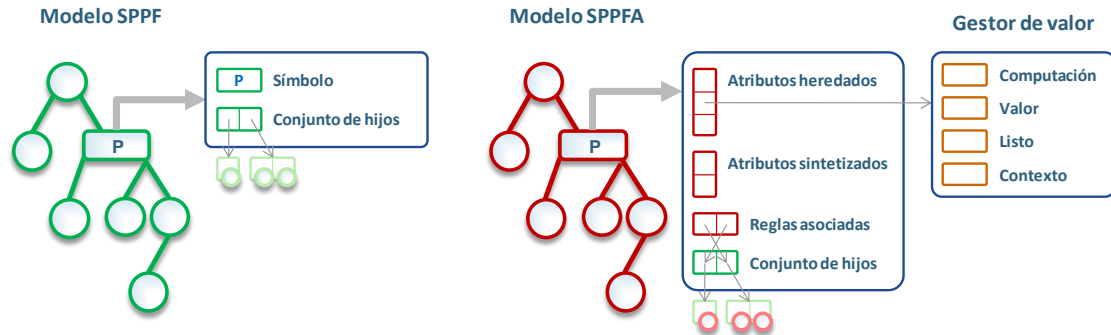 Modelo SPPF
P
P
Símbolo
Conjunto de hijos
Modelo SPPFA
P
Atributos heredados
Atributos sintetizados
Reglas asociadas
Conjunto de hijos
Gestor de valor
Computación
Valor
Listo
Contexto